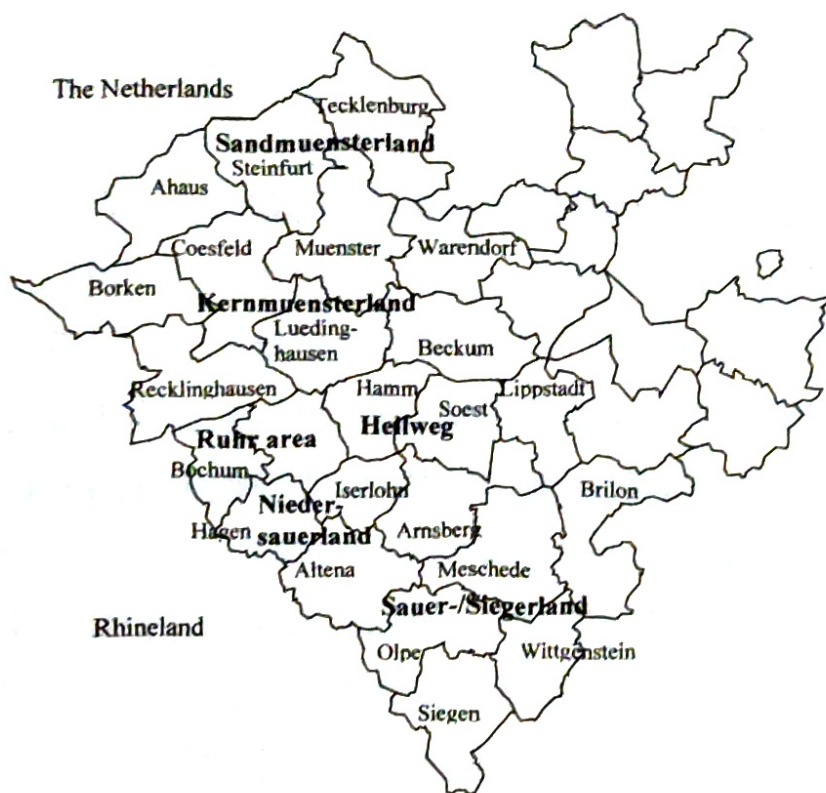 The Netherlands
Tecklenburg
Sandmuensterland
Steinfurt
Ahaus
Coesfeld
Muenster
Warendorf
Borken
Kernmuensterland
Lueding-
hausen
Beckum
Recklinghausen
Hamm
Lippstadt
Soest
Ruhr area
Hellweg
Bochum
Iserlohn
Brilon
Nieder-
sauerland
Hagen
Arnsberg
Altena
Meschede
Sauer-/Siegerland
Rhineland
Olpe
Wittgenstein
Siegen